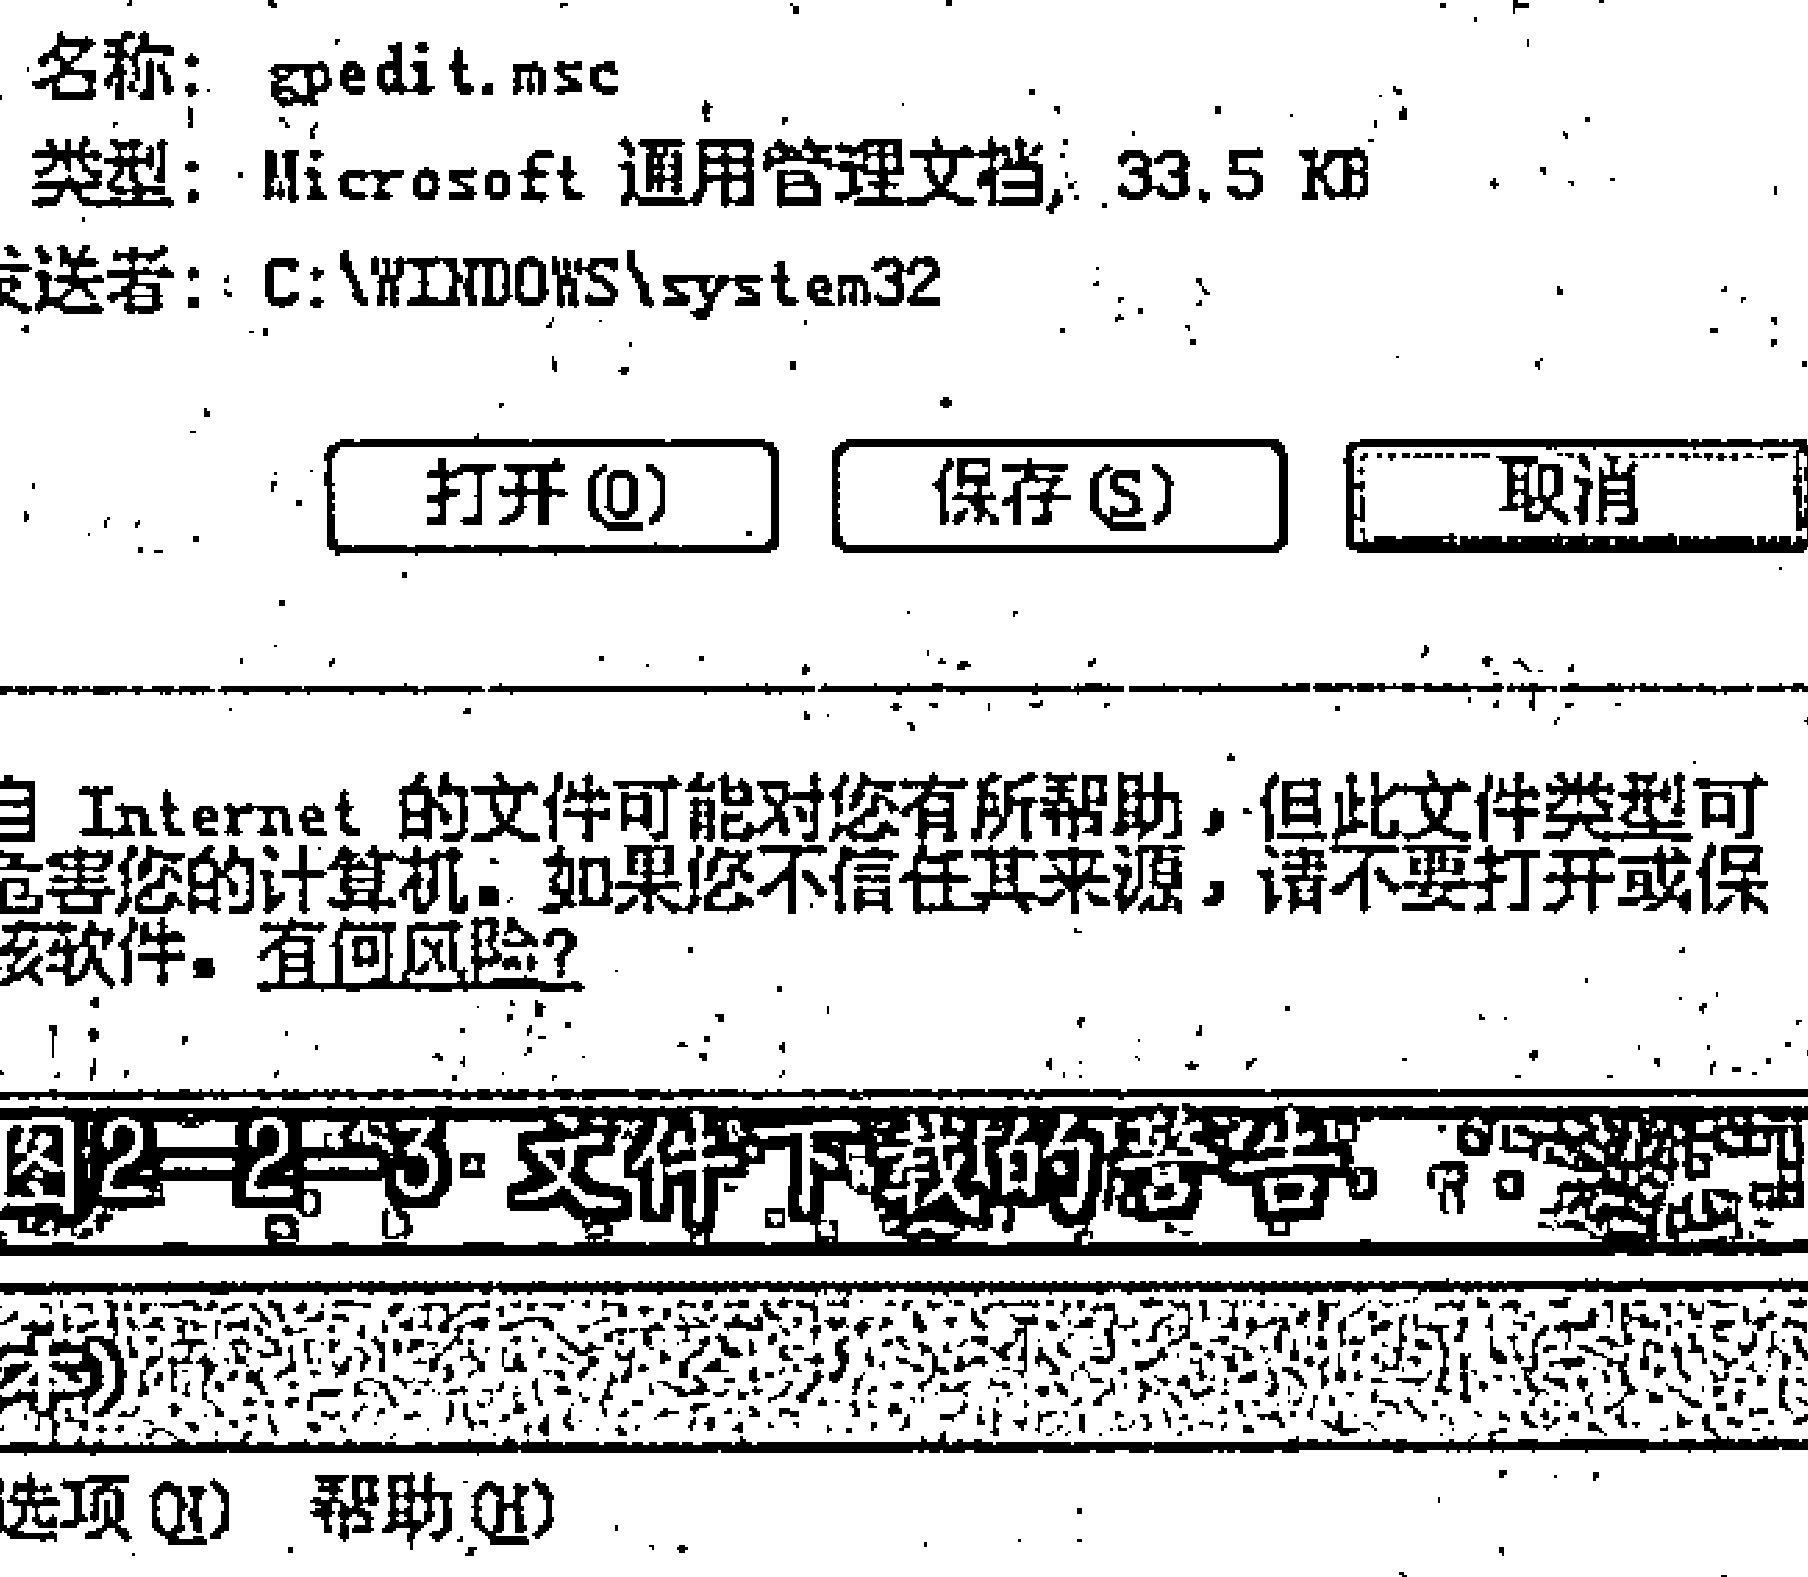 名称: gpedit.msc
类型: Microsoft 通用管理文档, 33.5 KB
发送者: C:\WINDOWS\system32
打开(O) 保存(S) 取消
自 Internet 的文件可能对您有所帮助，但此文件类型可
危害您的计算机。如果您不信任其来源，请不要打开或保
该软件。有何风险?
图2-2-3 文件下载的警告
本)
选项(N) 帮助(H)